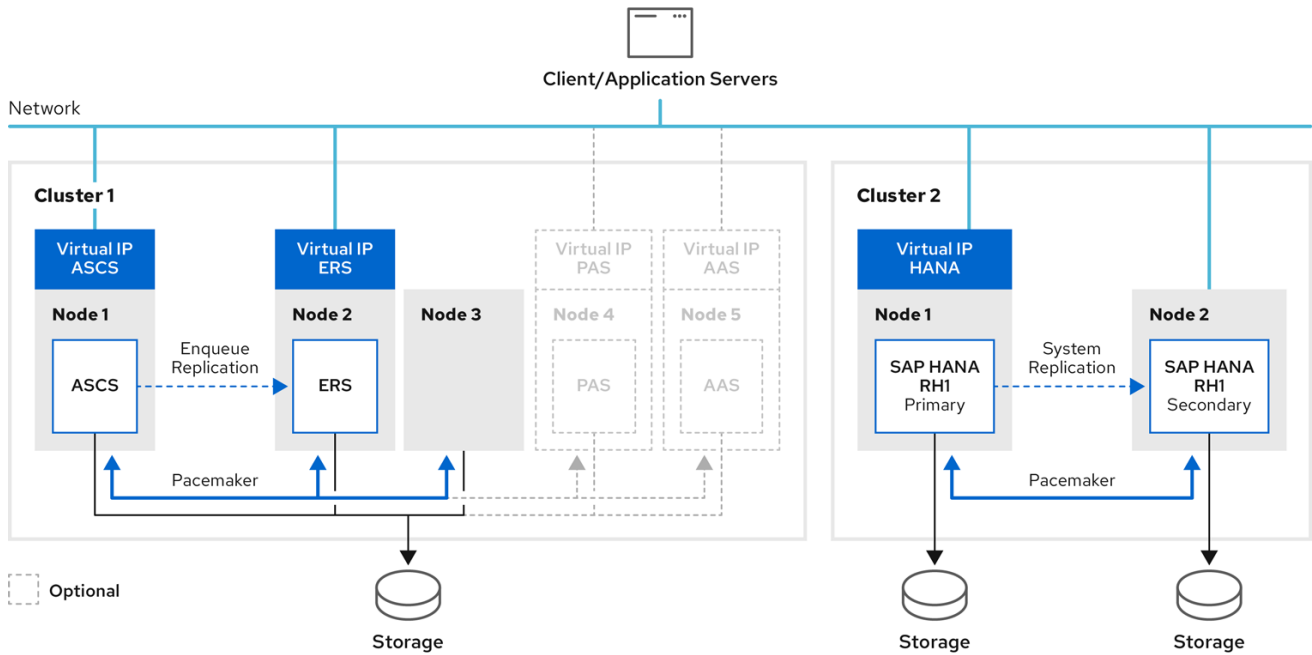 Client/Application Servers
Network
Cluster 1
Virtual IP
ASCS
Node 1
ASCS
Enqueue
Replication
Virtual IP
ERS
Node 2
ERS
Node 3
Virtual IP
PAS
Node 4
PAS
Virtual IP
AAS
Node 5
AAS
Pacemaker
Storage
Cluster 2
Virtual IP
HANA
Node 1
SAP HANA
RH1
Primary
System
Replication
Node 2
SAP HANA
RH1
Secondary
Pacemaker
Storage
Storage
Optional